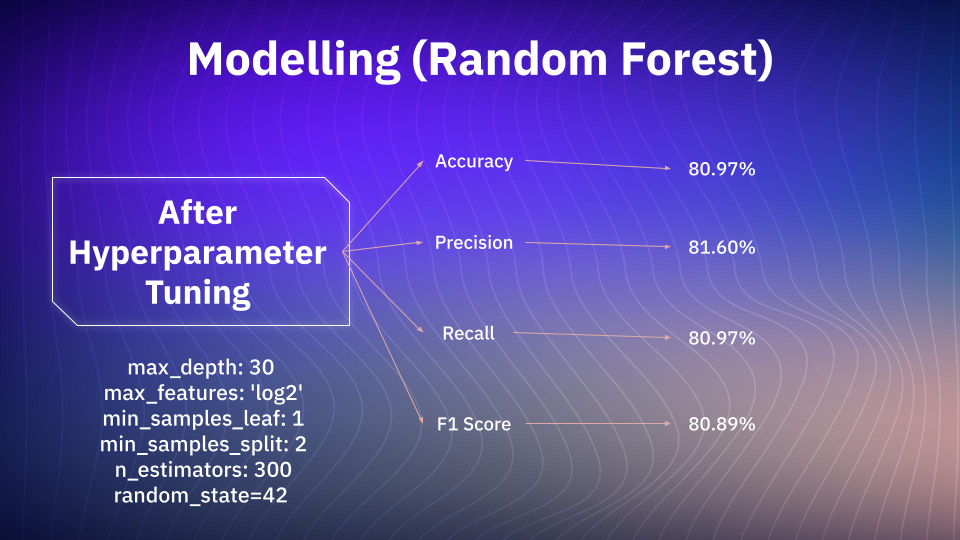 Modelling (Random Forest)
After
Hyperparameter
Tuning
max_depth: 30
max_features: 'log2'
min_samples_leaf: 1
min_samples_split: 2
n_estimators: 300
random_state=42
Accuracy 80.97%
Precision 81.60%
Recall 80.97%
F1 Score 80.89%